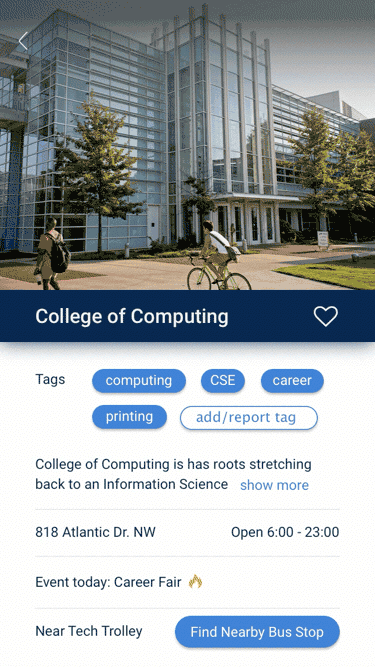 College of Computing
Tags computing CSE career
printing add/report tag
College of Computing is has roots stretching
back to an Information Science show more
818 Atlantic Dr. NW Open 6:00 - 23:00
Event today: Career Fair
Near Tech Trolley Find Nearby Bus Stop